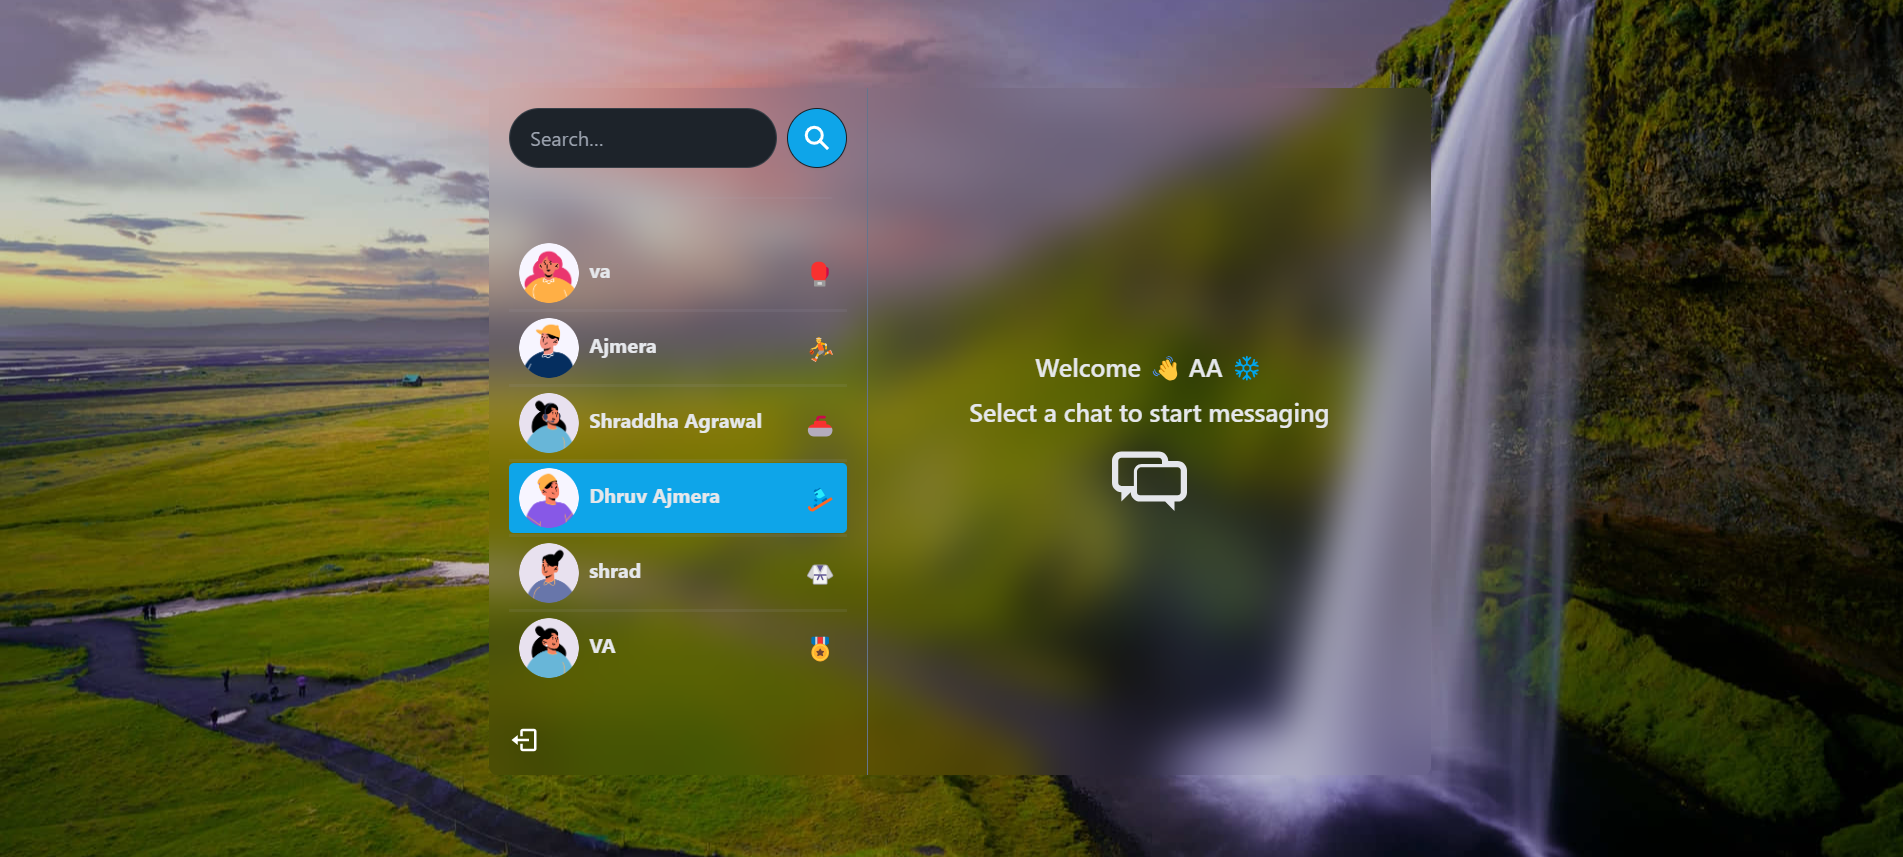 Search...
va
Ajmera
Shraddha Agrawal
Dhruv Ajmera
shrad
VA
Welcome 👋 AA ❄
Select a chat to start messaging